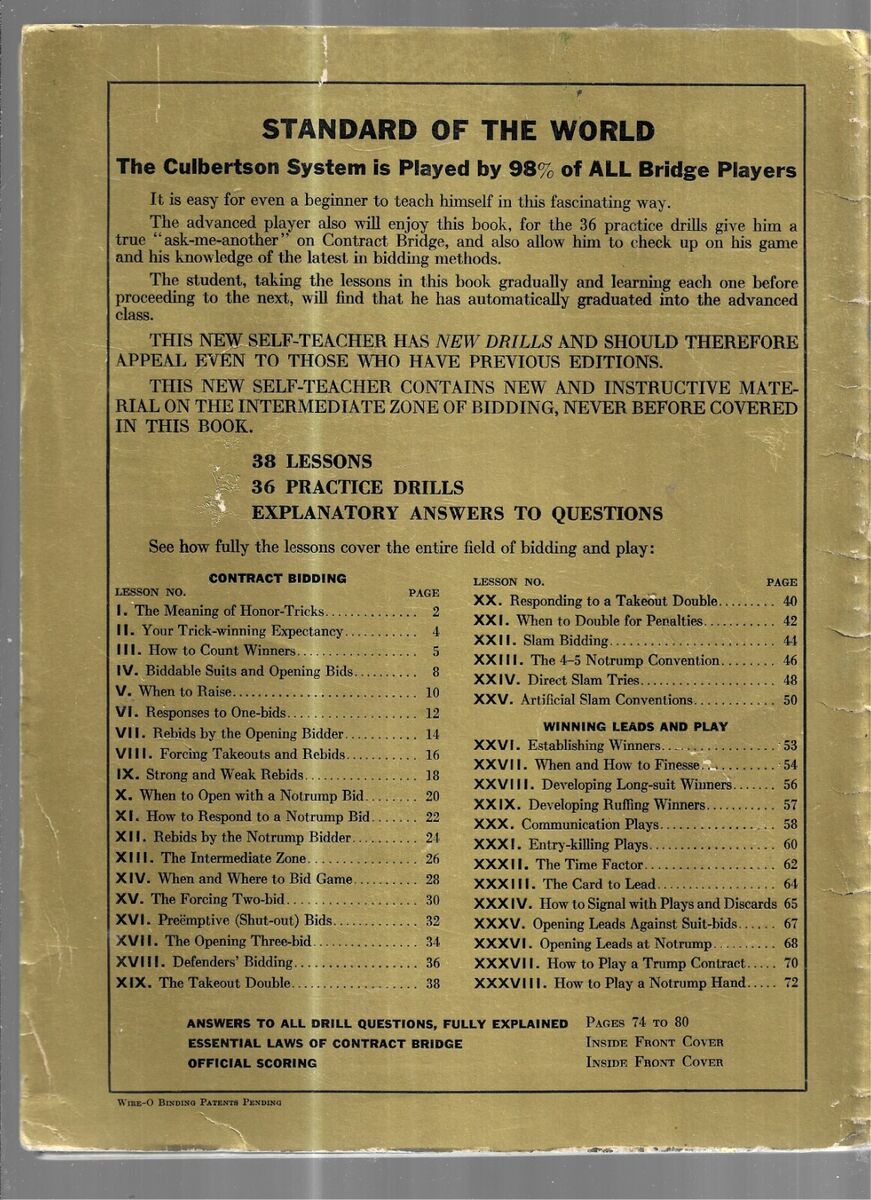 STANDARD OF THE WORLD
The Culbertson System is Played by 98% of ALL Bridge Players
It is easy for even a beginner to teach himself in this fascinating way.
The advanced player also will enjoy this book, for the 36 practice drills give him a
true "ask-me-another" on Contract Bridge, and also allow him to check up on his game
and his knowledge of the latest in bidding methods.
The student, taking the lessons in this book gradually and learning each one before
proceeding to the next, will find that he has automatically graduated into the advanced
class.
THIS NEW SELF-TEACHER HAS NEW DRILLS AND SHOULD THEREFORE
APPEAL EVEN TO THOSE WHO HAVE PREVIOUS EDITIONS.
THIS NEW SELF-TEACHER CONTAINS NEW AND INSTRUCTIVE MATE-
RIAL ON THE INTERMEDIATE ZONE OF BIDDING, NEVER BEFORE COVERED
IN THIS BOOK.
38 LESSONS
36 PRACTICE DRILLS
EXPLANATORY ANSWERS TO QUESTIONS
See how fully the lessons cover the entire field of bidding and play:
CONTRACT BIDDING
LESSON NO. PAGE
I. The Meaning of Honor-Tricks.............. 2
II. Your Trick-winning Expectancy........... 4
III. How to Count Winners................. 5
IV. Biddable Suits and Opening Bids.......... 8
V. When to Raise........................ 10
VI. Responses to One-bids................. 12
VII. Rebids by the Opening Bidder........... 14
VIII. Forcing Takeouts and Rebids........... 16
IX. Strong and Weak Rebids............... 18
X. When to Open with a Notrump Bid........ 20
XI. How to Respond to a Notrump Bid....... 22
XII. Rebids by the Notrump Bidder.......... 24
XIII. The Intermediate Zone............... 26
XIV. When and Where to Bid Game.......... 28
XV. The Forcing Two-bid.................. 30
XVI. Preëmptive (Shut-out) Bids............. 32
XVII. The Opening Three-bid............... 34
XVIII. Defenders' Bidding.................. 36
XIX. The Takeout Double.................. 38
LESSON NO. PAGE
XX. Responding to a Takeout Double......... 40
XXI. When to Double for Penalties........... 42
XXII. Slam Bidding........................ 44
XXIII. The 4-5 Notrump Convention........ 46
XXIV. Direct Slam Tries.................... 48
XXV. Artificial Slam Conventions............ 50
WINNING LEADS AND PLAY
XXVI. Establishing Winners................ 53
XXVII. When and How to Finesse.......... 54
XXVIII. Developing Long-suit Winners....... 56
XXIX. Developing Ruffing Winners........... 57
XXX. Communication Plays................. 58
XXXI. Entry-killing Plays................... 60
XXXII. The Time Factor.................... 62
XXXIII. The Card to Lead.................. 64
XXXIV. How to Signal with Plays and Discards 65
XXXV. Opening Leads Against Suit-bids...... 67
XXXVI. Opening Leads at Notrump.......... 68
XXXVII. How to Play a Trump Contract..... 70
XXXVIII. How to Play a Notrump Hand..... 72
ANSWERS TO ALL DRILL QUESTIONS, FULLY EXPLAINED PAGES 74 TO 80
ESSENTIAL LAWS OF CONTRACT BRIDGE INSIDE FRONT COVER
OFFICIAL SCORING INSIDE FRONT COVER
WIRE-O BINDING PATENTS PENDING